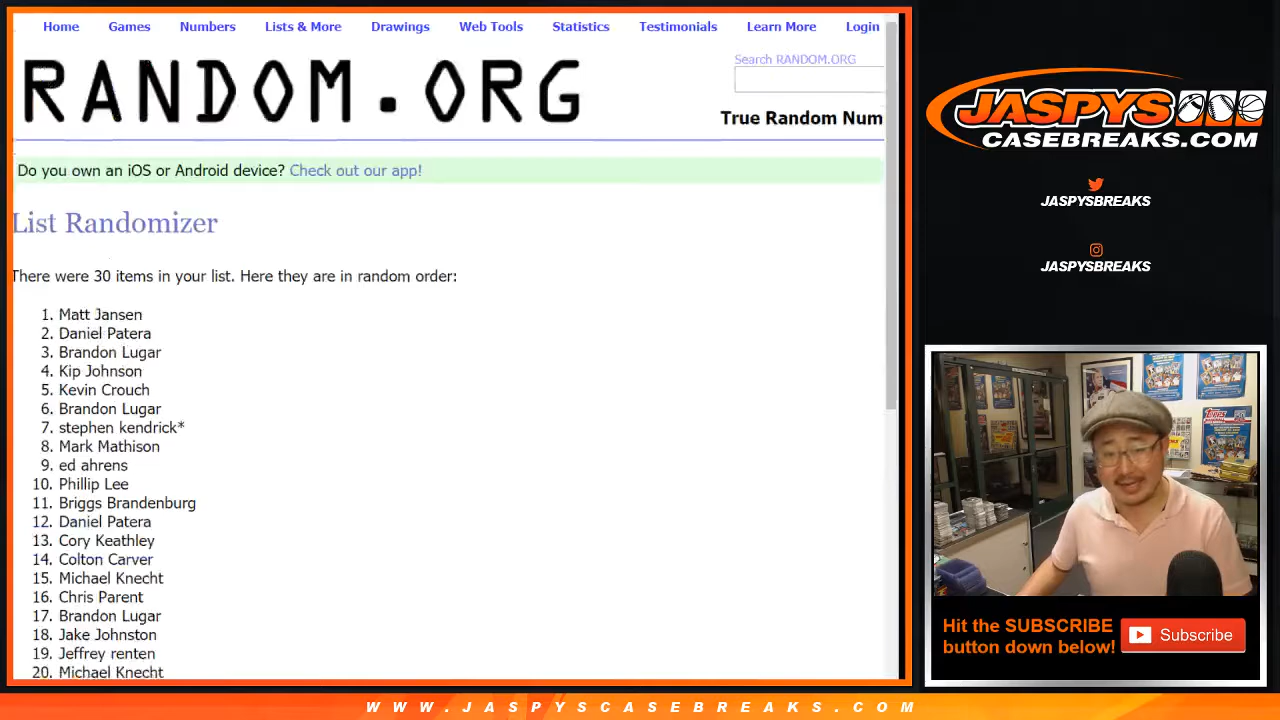 Home Games Numbers Lists & More Drawings Web Tools Statistics Testimonials Learn More Login
Search RANDOM.ORG
RANDOM.ORG
True Random Num
Do you own an iOS or Android device? Check out our app!
List Randomizer
There were 30 items in your list. Here they are in random order:
1. Matt Jansen
2. Daniel Patera
3. Brandon Lugar
4. Kip Johnson
5. Kevin Crouch
6. Brandon Lugar
7. stephen kendrick*
8. Mark Mathison
9. ed ahrens
10. Phillip Lee
11. Briggs Brandenburg
12. Daniel Patera
13. Cory Keathley
14. Colton Carver
15. Michael Knecht
16. Chris Parent
17. Brandon Lugar
18. Jake Johnston
19. Jeffrey renten
20. Michael Knecht
JASPYS
CASEBREAKS.COM
JASPYSBREAKS
JASPYSBREAKS
Hit the SUBSCRIBE
button down below!
Subscribe
WWW.JASPYSCASEBREAKS.COM